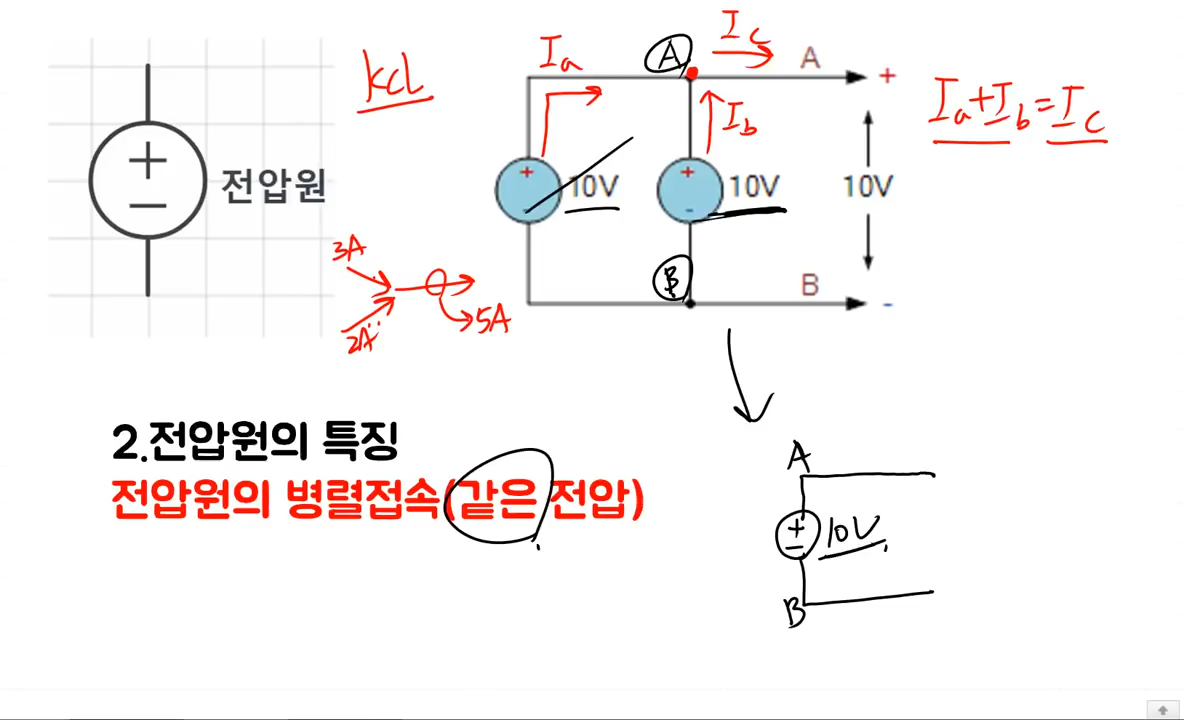 전압원
kcl
Ia
A
Ic
A
+
Ia+Ib=Ic
Ib
+
10V
+
-
10V
10V
3A
2A
5A
B
B
-
2.전압원의 특징
전압원의 병렬접속(같은 전압)
A
+
-
10V
B